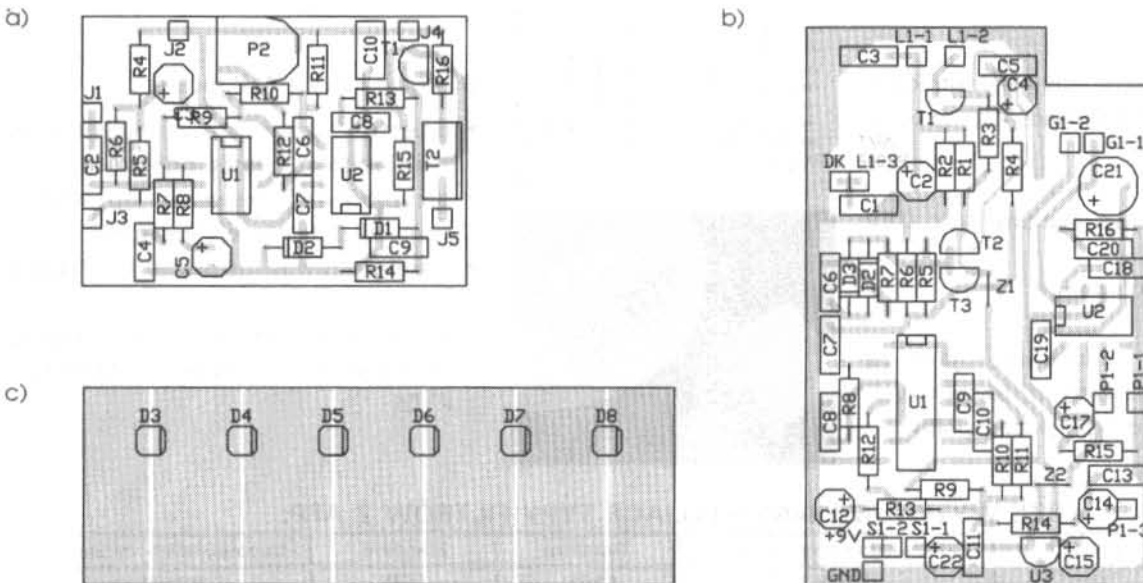 a)
J2
P2
J4
R4
R11
C10
T1
R16
J1
R10
R13
C3
R9
C8
R6
R5
R12
C6
C2
U1
U2
R15
T2
J3
R7
R8
C7
D1
J5
C4
C5
D2
C9
R14
b)
L1-1
L1-2
C3
C5
C4
T1
R3
G1-2
G1-1
R2
R1
R4
DK
L1-3
C2
C21
C1
R16
T2
C20
C6
D3
D2
R7
R6
R5
C18
T3
Z1
U2
C7
C19
P1-2
P1-1
C8
R8
U1
C9
C10
C17
R12
R10
R11
R15
Z2
C13
R9
C12
R13
C14
+9V
S1-2
S1-1
C11
R14
P1-3
C22
U3
C15
GND
c)
D3
D4
D5
D6
D7
D8